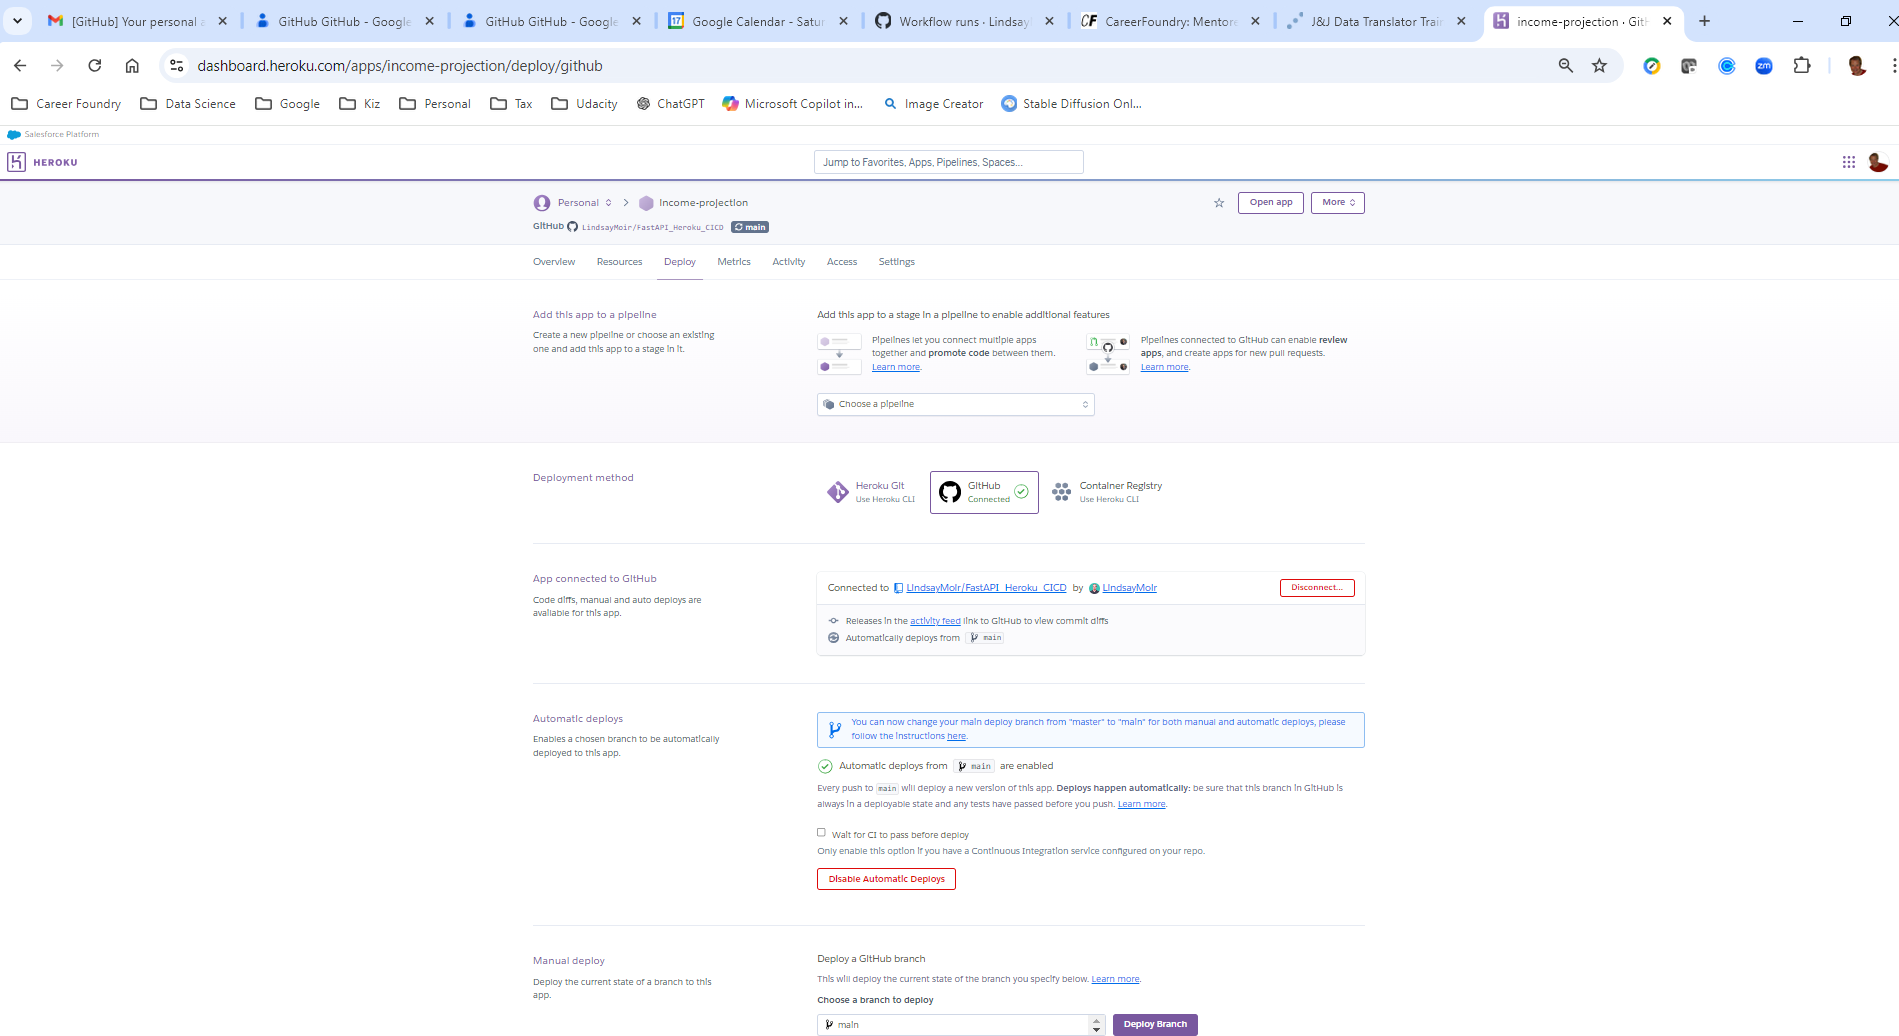 [GitHub] Your personal a
GitHub GitHub - Google
GitHub GitHub - Google
17 Google Calendar - Satur
Workflow runs · Lindsay
CF CareerFoundry: Mentore
J&J Data Translator Train
income-projection · GitH
dashboard.heroku.com/apps/income-projection/deploy/github
zm
Career Foundry Data Science Google Kiz Personal Tax Udacity ChatGPT Microsoft Copilot in... Image Creator Stable Diffusion Onl...
Salesforce Platform
HEROKU
Jump to Favorites, Apps, Pipelines, Spaces...
Personal income-projection
Open app More
GitHub LindsayMoir/FastAPI_Heroku_CICD main
Overview Resources Deploy Metrics Activity Access Settings
Add this app to a pipeline
Create a new pipeline or choose an existing
one and add this app to a stage in it.
Add this app to a stage in a pipeline to enable additional features
Pipelines let you connect multiple apps
together and promote code between them.
Learn more.
Pipelines connected to GitHub can enable review
apps, and create apps for new pull requests.
Learn more.
Choose a pipeline
Deployment method
Heroku Git
Use Heroku CLI
GitHub
Connected
Container Registry
Use Heroku CLI
App connected to GitHub
Code diffs, manual and auto deploys are
available for this app.
Connected to LindsayMoir/FastAPI_Heroku_CICD by LindsayMoir
Disconnect...
Releases in the activity feed link to GitHub to view commit diffs
Automatically deploys from main
Automatic deploys
Enables a chosen branch to be automatically
deployed to this app.
You can now change your main deploy branch from "master" to "main" for both manual and automatic deploys, please
follow the instructions here.
Automatic deploys from main are enabled
Every push to main will deploy a new version of this app. Deploys happen automatically: be sure that this branch in GitHub is
always in a deployable state and any tests have passed before you push. Learn more.
Wait for CI to pass before deploy
Only enable this option if you have a Continuous Integration service configured on your repo.
Disable Automatic Deploys
Manual deploy
Deploy the current state of a branch to this
app.
Deploy a GitHub branch
This will deploy the current state of the branch you specify below. Learn more.
Choose a branch to deploy
main
Deploy Branch